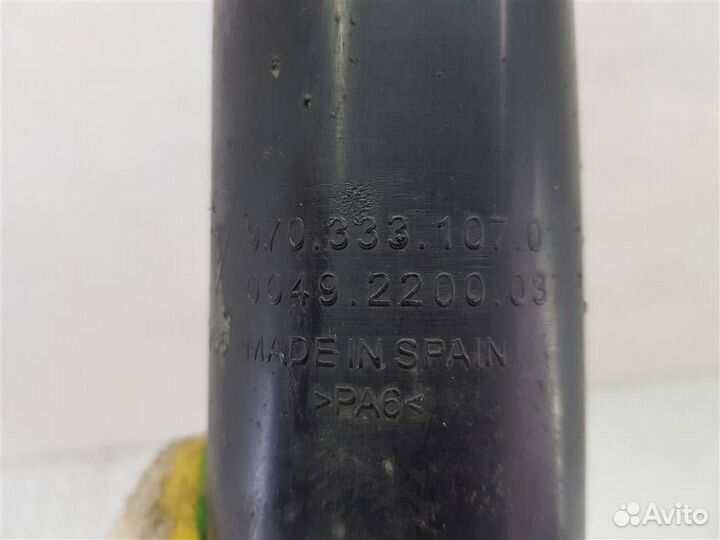 970.333.107.0
0049.2200.03
MADE IN SPAIN
>PA6<
Avito